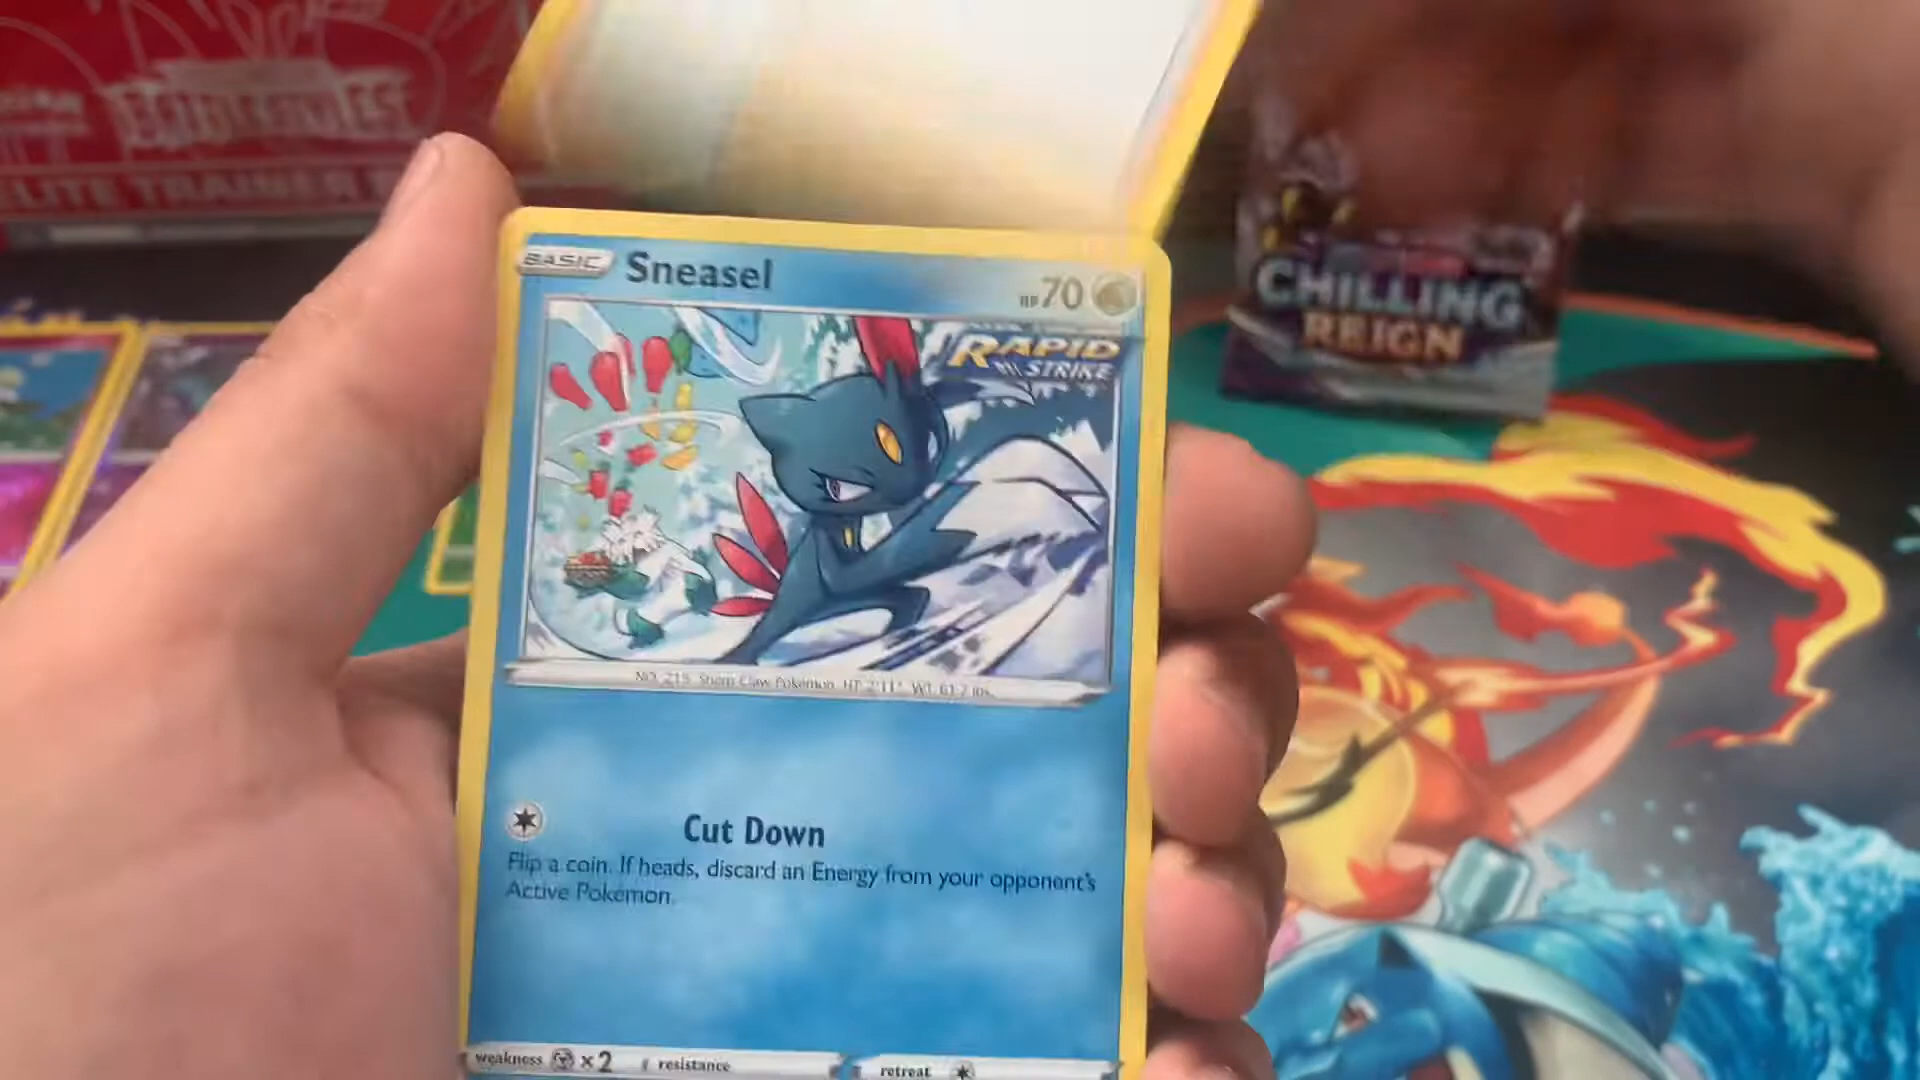 ELITE TRAINER
BASIC Sneasel HP 70
RAPID
STRIKE
NO. 215 Sharp Claw Pokémon HT: 2'11" WT: 61.7 lbs.
Cut Down
Flip a coin. If heads, discard an Energy from your opponent's
Active Pokémon.
weakness ×2 resistance retreat
CHILLING
REIGN